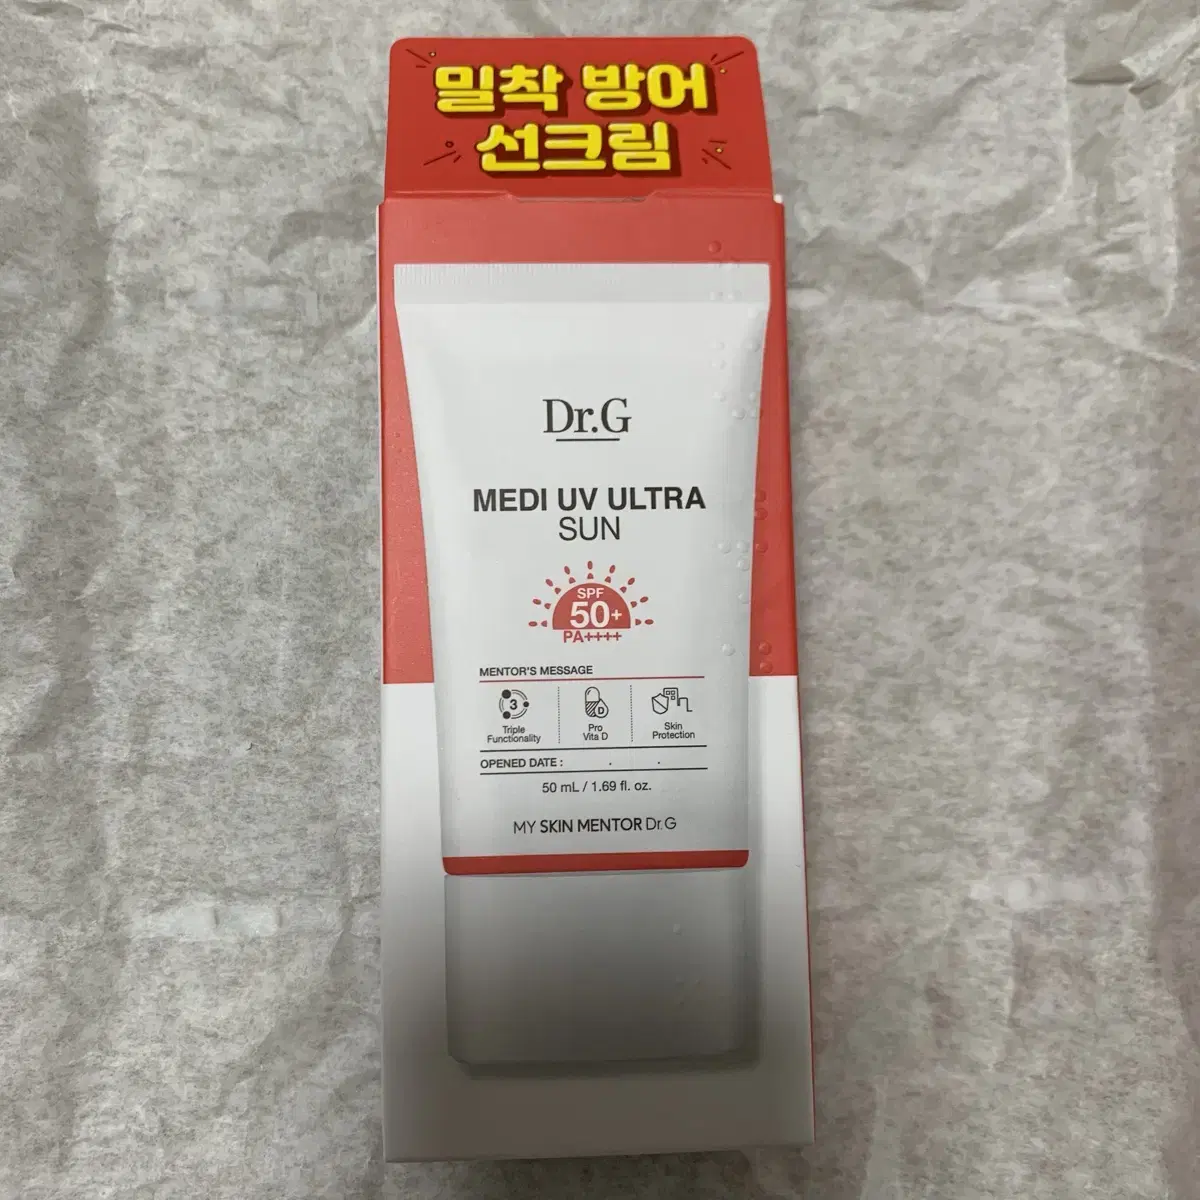 밀착 방어
선크림
Dr.G
MEDI UV ULTRA
SUN
SPF
50+
PA++++
MENTOR'S MESSAGE
3
Triple
Functionality
D
Pro
Vita D
Skin
Protection
OPENED DATE : . .
50 mL / 1.69 fl. oz.
MY SKIN MENTOR Dr.G